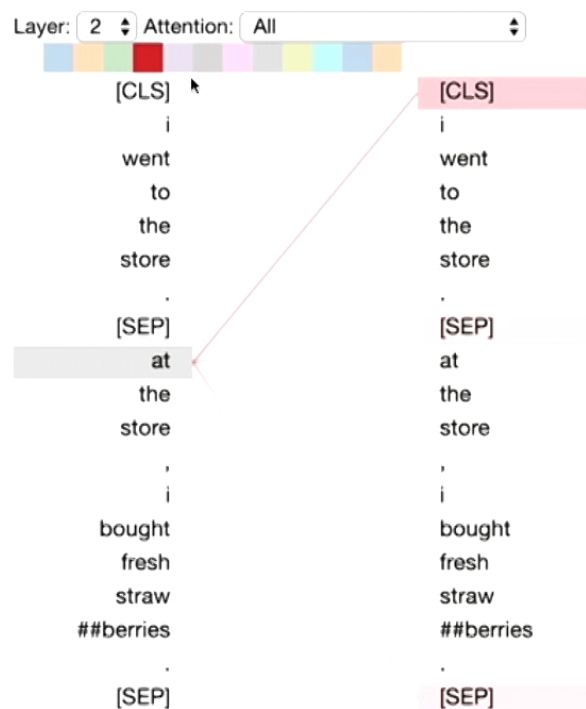 Layer: 2 Attention: All
[CLS] [CLS]
i i
went went
to to
the the
store store
. .
[SEP] [SEP]
at at
the the
store store
, ,
i i
bought bought
fresh fresh
straw straw
##berries ##berries
. .
[SEP] [SEP]